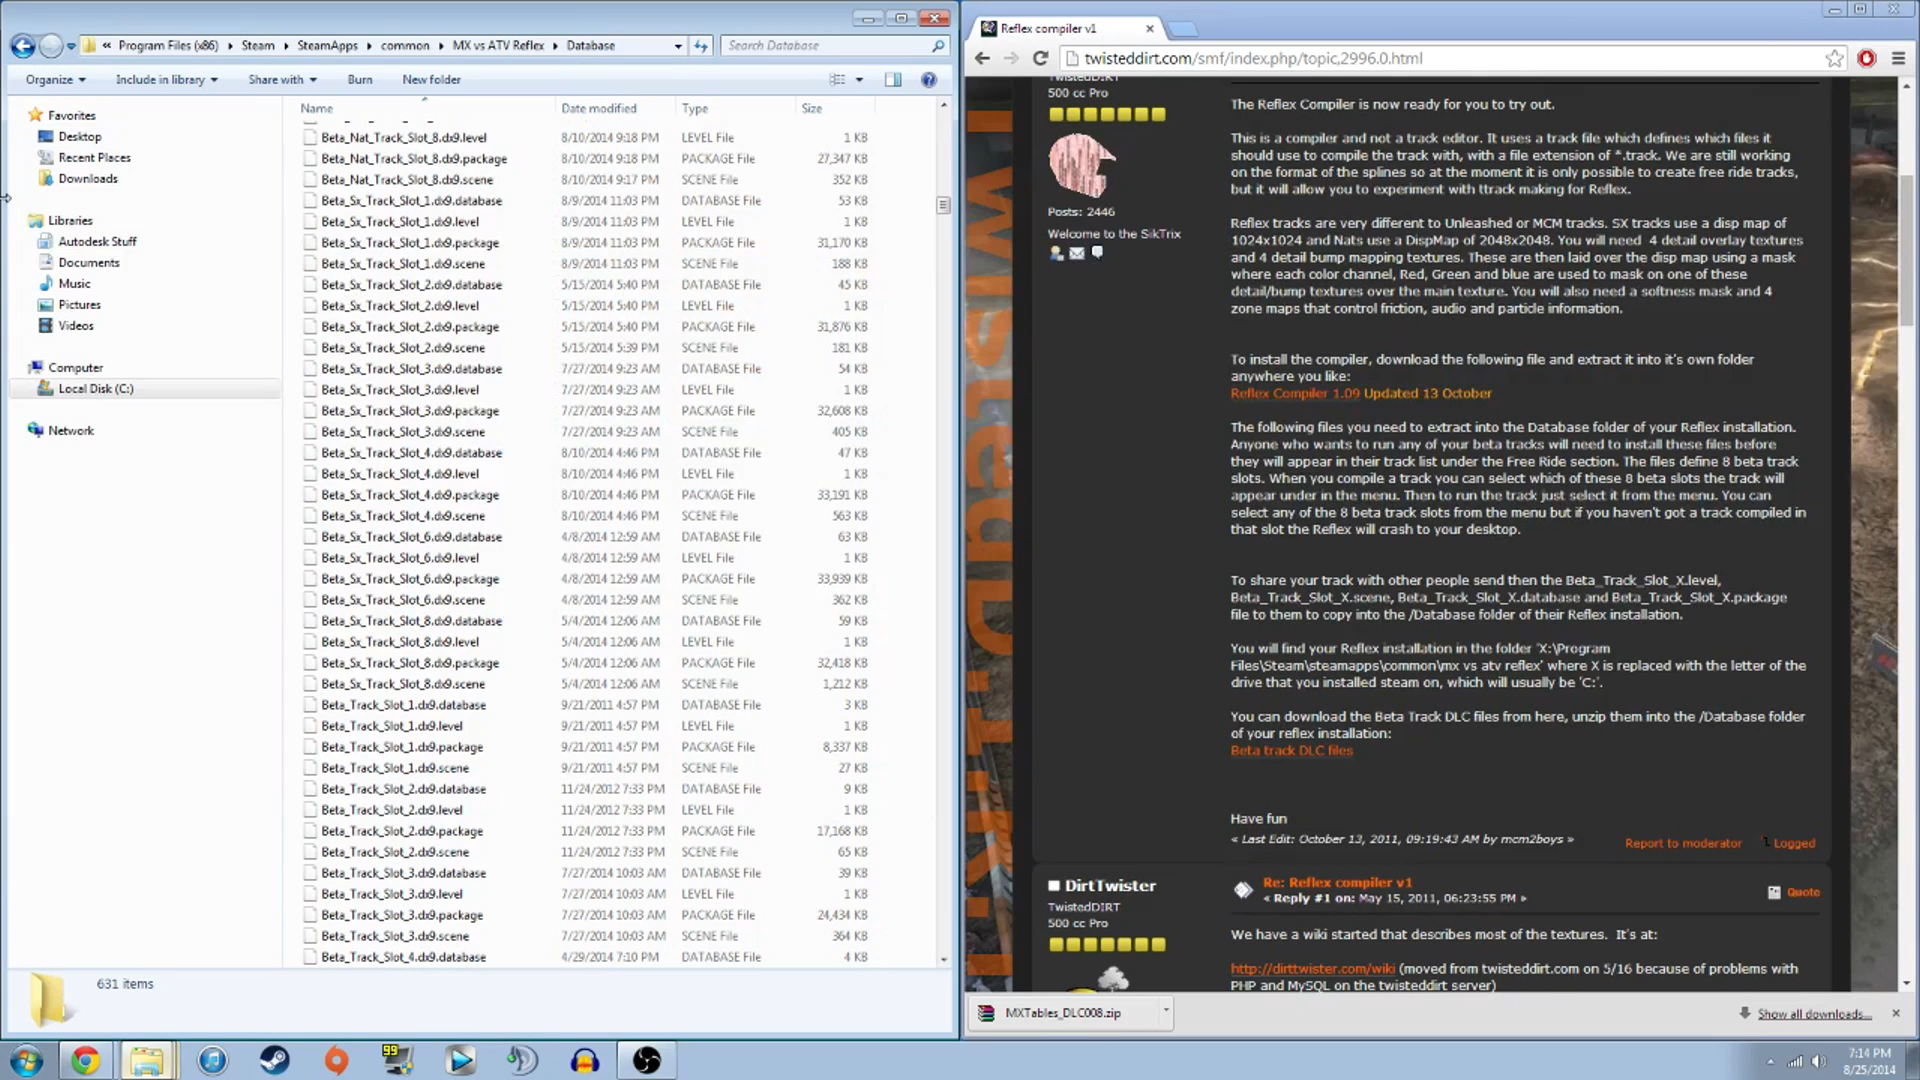 « Program Files (x86) ▸ Steam ▸ SteamApps ▸ common ▸ MX vs ATV Reflex ▸ Database
Search Database
Organize
Include in library
Share with
Burn
New folder
Favorites
Desktop
Recent Places
Downloads
Libraries
Autodesk Stuff
Documents
Music
Pictures
Videos
Computer
Local Disk (C:)
Network
Name Date modified Type Size
Beta_Nat_Track_Slot_8.dx9.level 8/10/2014 9:18 PM LEVEL File 1 KB
Beta_Nat_Track_Slot_8.dx9.package 8/10/2014 9:18 PM PACKAGE File 27,347 KB
Beta_Nat_Track_Slot_8.dx9.scene 8/10/2014 9:17 PM SCENE File 352 KB
Beta_Sx_Track_Slot_1.dx9.database 8/9/2014 11:03 PM DATABASE File 53 KB
Beta_Sx_Track_Slot_1.dx9.level 8/9/2014 11:03 PM LEVEL File 1 KB
Beta_Sx_Track_Slot_1.dx9.package 8/9/2014 11:03 PM PACKAGE File 31,170 KB
Beta_Sx_Track_Slot_1.dx9.scene 8/9/2014 11:03 PM SCENE File 188 KB
Beta_Sx_Track_Slot_2.dx9.database 5/15/2014 5:40 PM DATABASE File 45 KB
Beta_Sx_Track_Slot_2.dx9.level 5/15/2014 5:40 PM LEVEL File 1 KB
Beta_Sx_Track_Slot_2.dx9.package 5/15/2014 5:40 PM PACKAGE File 31,876 KB
Beta_Sx_Track_Slot_2.dx9.scene 5/15/2014 5:39 PM SCENE File 181 KB
Beta_Sx_Track_Slot_3.dx9.database 7/27/2014 9:23 AM DATABASE File 54 KB
Beta_Sx_Track_Slot_3.dx9.level 7/27/2014 9:23 AM LEVEL File 1 KB
Beta_Sx_Track_Slot_3.dx9.package 7/27/2014 9:23 AM PACKAGE File 32,608 KB
Beta_Sx_Track_Slot_3.dx9.scene 7/27/2014 9:23 AM SCENE File 405 KB
Beta_Sx_Track_Slot_4.dx9.database 8/10/2014 4:46 PM DATABASE File 47 KB
Beta_Sx_Track_Slot_4.dx9.level 8/10/2014 4:46 PM LEVEL File 1 KB
Beta_Sx_Track_Slot_4.dx9.package 8/10/2014 4:46 PM PACKAGE File 33,191 KB
Beta_Sx_Track_Slot_4.dx9.scene 8/10/2014 4:46 PM SCENE File 563 KB
Beta_Sx_Track_Slot_6.dx9.database 4/8/2014 12:59 AM DATABASE File 63 KB
Beta_Sx_Track_Slot_6.dx9.level 4/8/2014 12:59 AM LEVEL File 1 KB
Beta_Sx_Track_Slot_6.dx9.package 4/8/2014 12:59 AM PACKAGE File 33,939 KB
Beta_Sx_Track_Slot_6.dx9.scene 4/8/2014 12:59 AM SCENE File 362 KB
Beta_Sx_Track_Slot_8.dx9.database 5/4/2014 12:06 AM DATABASE File 59 KB
Beta_Sx_Track_Slot_8.dx9.level 5/4/2014 12:06 AM LEVEL File 1 KB
Beta_Sx_Track_Slot_8.dx9.package 5/4/2014 12:06 AM PACKAGE File 32,418 KB
Beta_Sx_Track_Slot_8.dx9.scene 5/4/2014 12:06 AM SCENE File 1,212 KB
Beta_Track_Slot_1.dx9.database 9/21/2011 4:57 PM DATABASE File 3 KB
Beta_Track_Slot_1.dx9.level 9/21/2011 4:57 PM LEVEL File 1 KB
Beta_Track_Slot_1.dx9.package 9/21/2011 4:57 PM PACKAGE File 8,337 KB
Beta_Track_Slot_1.dx9.scene 9/21/2011 4:57 PM SCENE File 27 KB
Beta_Track_Slot_2.dx9.database 11/24/2012 7:33 PM DATABASE File 9 KB
Beta_Track_Slot_2.dx9.level 11/24/2012 7:33 PM LEVEL File 1 KB
Beta_Track_Slot_2.dx9.package 11/24/2012 7:33 PM PACKAGE File 17,168 KB
Beta_Track_Slot_2.dx9.scene 11/24/2012 7:33 PM SCENE File 65 KB
Beta_Track_Slot_3.dx9.database 7/27/2014 10:03 AM DATABASE File 39 KB
Beta_Track_Slot_3.dx9.level 7/27/2014 10:03 AM LEVEL File 1 KB
Beta_Track_Slot_3.dx9.package 7/27/2014 10:03 AM PACKAGE File 24,434 KB
Beta_Track_Slot_3.dx9.scene 7/27/2014 10:03 AM SCENE File 364 KB
Beta_Track_Slot_4.dx9.database 4/29/2014 7:10 PM DATABASE File 4 KB
631 items
Reflex compiler v1
twisteddirt.com/smf/index.php/topic,2996.0.html
TwistedDIRT
500 cc Pro
Posts: 2446
Welcome to the SikTrix
The Reflex Compiler is now ready for you to try out.
This is a compiler and not a track editor. It uses a track file which defines which files it
should use to compile the track with, with a file extension of *.track. We are still working
on the format of the splines so at the moment it is only possible to create free ride tracks,
but it will allow you to experiment with ttrack making for Reflex.
Reflex tracks are very different to Unleashed or MCM tracks. SX tracks use a disp map of
1024x1024 and Nats use a DispMap of 2048x2048. You will need 4 detail overlay textures
and 4 detail bump mapping textures. These are then laid over the disp map using a mask
where each color channel, Red, Green and blue are used to mask on one of these
detail/bump textures over the main texture. You will also need a softness mask and 4
zone maps that control friction, audio and particle information.
To install the compiler, download the following file and extract it into it's own folder
anywhere you like:
Reflex Compiler 1.09 Updated 13 October
The following files you need to extract into the Database folder of your Reflex installation.
Anyone who wants to run any of your beta tracks will need to install these files before
they will appear in their track list under the Free Ride section. The files define 8 beta track
slots. When you compile a track you can select which of these 8 beta slots the track will
appear under in the menu. Then to run the track just select it from the menu. You can
select any of the 8 beta track slots from the menu but if you haven't got a track compiled in
that slot the Reflex will crash to your desktop.
To share your track with other people send then the Beta_Track_Slot_X.level,
Beta_Track_Slot_X.scene, Beta_Track_Slot_X.database and Beta_Track_Slot_X.package
file to them to copy into the /Database folder of their Reflex installation.
You will find your Reflex installation in the folder 'X:\Program
Files\Steam\steamapps\common\mx vs atv reflex' where X is replaced with the letter of the
drive that you installed steam on, which will usually be 'C:'.
You can download the Beta Track DLC files from here, unzip them into the /Database folder
of your reflex installation:
Beta track DLC files
Have fun
« Last Edit: October 13, 2011, 09:19:43 AM by mcm2boys »
Report to moderator
Logged
DirtTwister
TwistedDIRT
500 cc Pro
Re: Reflex compiler v1
« Reply #1 on: May 15, 2011, 06:23:55 PM »
Quote
We have a wiki started that describes most of the textures. It's at:
http://dirttwister.com/wiki (moved from twisteddirt.com on 5/16 because of problems with
PHP and MySQL on the twisteddirt server)
MXTables_DLC008.zip
Show all downloads...
99
7:14 PM
8/25/2014